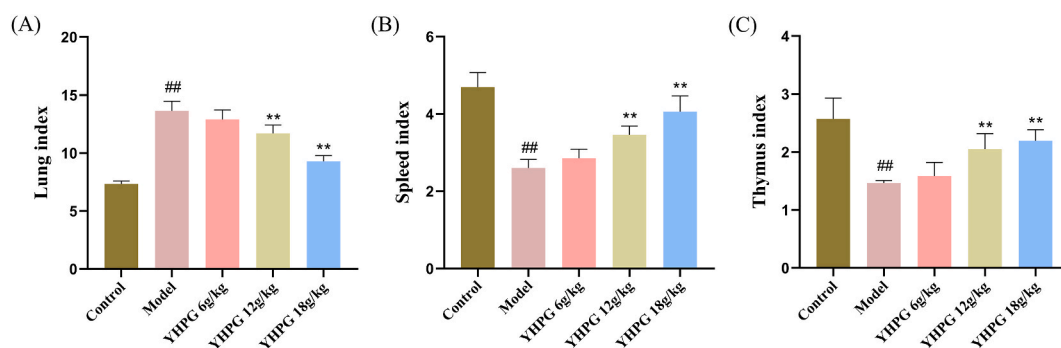 (A)
Lung index
20
15
10
5
0
##
**
**
Control
Model
YHPG 6g/kg
YHPG 12g/kg
YHPG 18g/kg
(B)
Spleed index
6
4
2
0
##
**
**
Control
Model
YHPG 6g/kg
YHPG 12g/kg
YHPG 18g/kg
(C)
Thymus index
4
3
2
1
0
##
**
**
Control
Model
YHPG 6g/kg
YHPG 12g/kg
YHPG 18g/kg